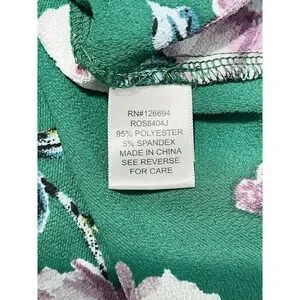 RN#126694
ROS8404J
95% POLYESTER
5% SPANDEX
MADE IN CHINA
SEE REVERSE
FOR CARE